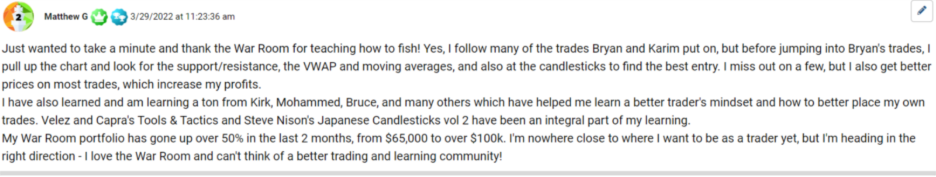 2 Matthew G 3/29/2022 at 11:23:36 am
Just wanted to take a minute and thank the War Room for teaching how to fish! Yes, I follow many of the trades Bryan and Karim put on, but before jumping into Bryan's trades, I
pull up the chart and look for the support/resistance, the VWAP and moving averages, and also at the candlesticks to find the best entry. I miss out on a few, but I also get better
prices on most trades, which increase my profits.
I have also learned and am learning a ton from Kirk, Mohammed, Bruce, and many others which have helped me learn a better trader's mindset and how to better place my own
trades. Velez and Capra's Tools & Tactics and Steve Nison's Japanese Candlesticks vol 2 have been an integral part of my learning.
My War Room portfolio has gone up over 50% in the last 2 months, from $65,000 to over $100k. I'm nowhere close to where I want to be as a trader yet, but I'm heading in the
right direction - I love the War Room and can't think of a better trading and learning community!